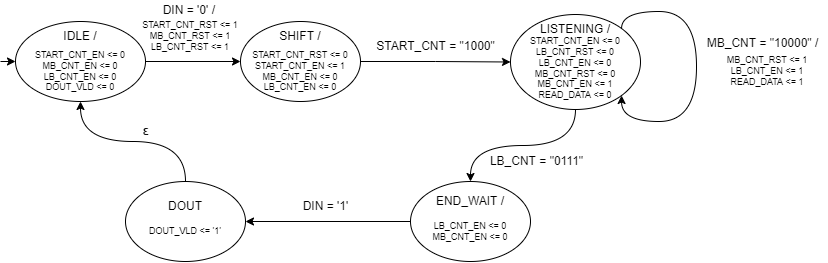 DIN = '0' /
START_CNT_RST <= 1
MB_CNT_RST <= 1
LB_CNT_RST <= 1
IDLE /
START_CNT_EN <= 0
MB_CNT_EN <= 0
LB_CNT_EN <= 0
DOUT_VLD <= 0
SHIFT /
START_CNT_RST <= 0
START_CNT_EN <= 1
MB_CNT_EN <= 0
LB_CNT_EN <= 0
START_CNT = "1000"
LISTENING /
START_CNT_EN <= 0
LB_CNT_RST <= 0
LB_CNT_EN <= 0
MB_CNT_RST <= 0
MB_CNT_EN <= 1
READ_DATA <= 0
MB_CNT = "10000" /
MB_CNT_RST <= 1
LB_CNT_EN <= 1
READ_DATA <= 1
ε
LB_CNT = "0111"
DOUT
DOUT_VLD <= '1'
DIN = '1'
END_WAIT /
LB_CNT_EN <= 0
MB_CNT_EN <= 0